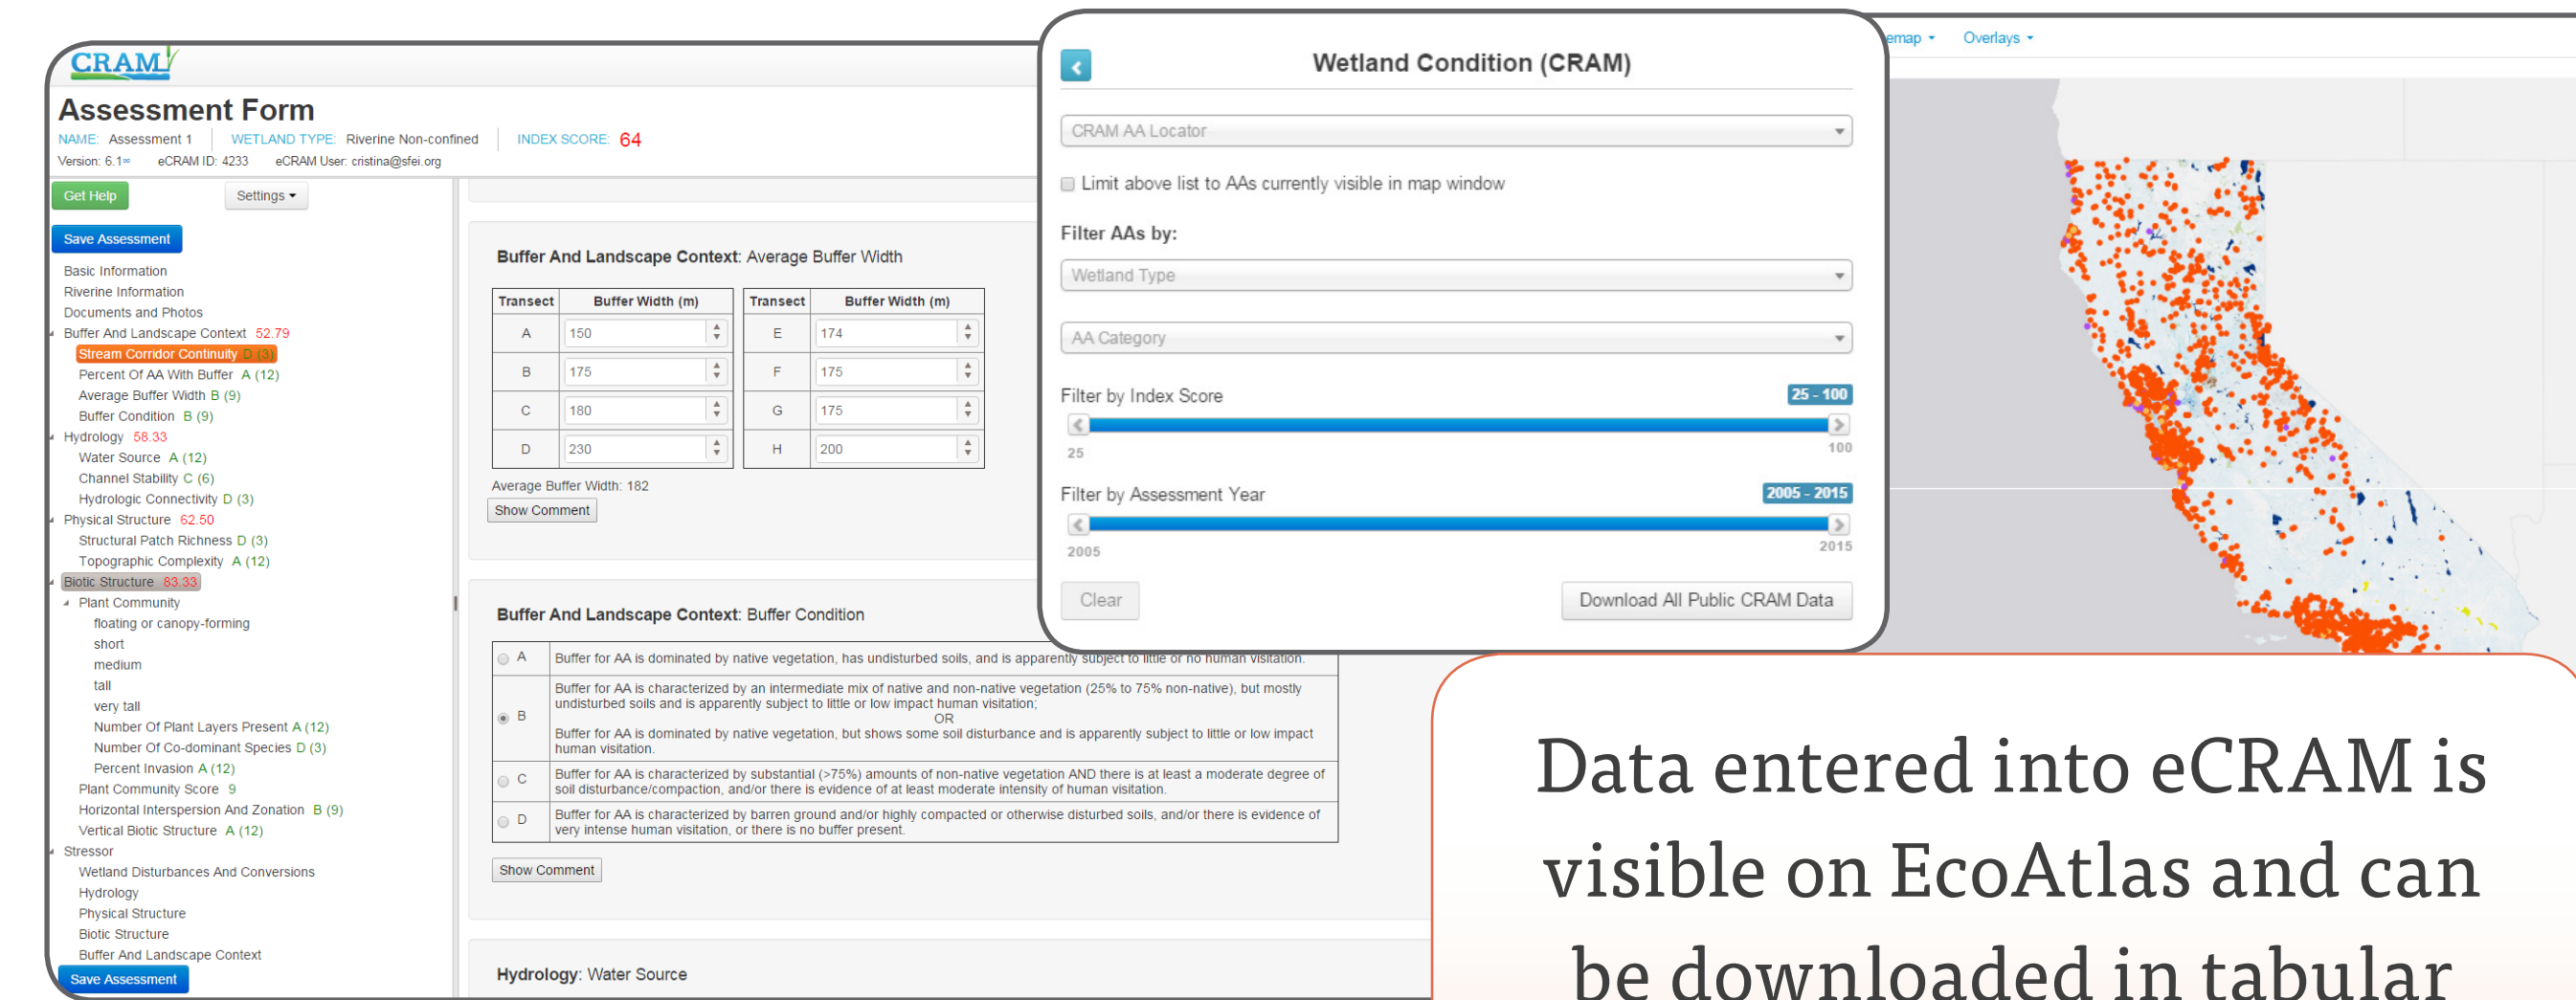 CRAM
Assessment Form
NAME: Assessment 1 WETLAND TYPE: Riverine Non-confined INDEX SCORE: 64
Version: 6.1∞ eCRAM ID: 4233 eCRAM User: cristina@sfei.org
Get Help Settings
Save Assessment
Basic Information
Riverine Information
Documents and Photos
Buffer And Landscape Context 52.79
Stream Corridor Continuity D (3)
Percent Of AA With Buffer A (12)
Average Buffer Width B (9)
Buffer Condition B (9)
Hydrology 58.33
Water Source A (12)
Channel Stability C (6)
Hydrologic Connectivity D (3)
Physical Structure 62.50
Structural Patch Richness D (3)
Topographic Complexity A (12)
Biotic Structure 83.33
Plant Community
floating or canopy-forming
short
medium
tall
very tall
Number Of Plant Layers Present A (12)
Number Of Co-dominant Species D (3)
Percent Invasion A (12)
Plant Community Score 9
Horizontal Interspersion And Zonation B (9)
Vertical Biotic Structure A (12)
Stressor
Wetland Disturbances And Conversions
Hydrology
Physical Structure
Biotic Structure
Buffer And Landscape Context
Save Assessment
Buffer And Landscape Context: Average Buffer Width
Transect Buffer Width (m) Transect Buffer Width (m)
A 150 E 174
B 175 F 175
C 180 G 175
D 230 H 200
Average Buffer Width: 182
Show Comment
Buffer And Landscape Context: Buffer Condition
A Buffer for AA is dominated by native vegetation, has undisturbed soils, and is apparently subject to little or no human visitation.
B Buffer for AA is characterized by an intermediate mix of native and non-native vegetation (25% to 75% non-native), but mostly
undisturbed soils and is apparently subject to little or low impact human visitation;
OR
Buffer for AA is dominated by native vegetation, but shows some soil disturbance and is apparently subject to little or low impact
human visitation.
C Buffer for AA is characterized by substantial (>75%) amounts of non-native vegetation AND there is at least a moderate degree of
soil disturbance/compaction, and/or there is evidence of at least moderate intensity of human visitation.
D Buffer for AA is characterized by barren ground and/or highly compacted or otherwise disturbed soils, and/or there is evidence of
very intense human visitation, or there is no buffer present.
Show Comment
Hydrology: Water Source
Wetland Condition (CRAM)
CRAM AA Locator
Limit above list to AAs currently visible in map window
Filter AAs by:
Wetland Type
AA Category
Filter by Index Score 25 - 100
25 100
Filter by Assessment Year 2005 - 2015
2005 2015
Clear Download All Public CRAM Data
emap Overlays
Data entered into eCRAM is
visible on EcoAtlas and can
be downloaded in tabular